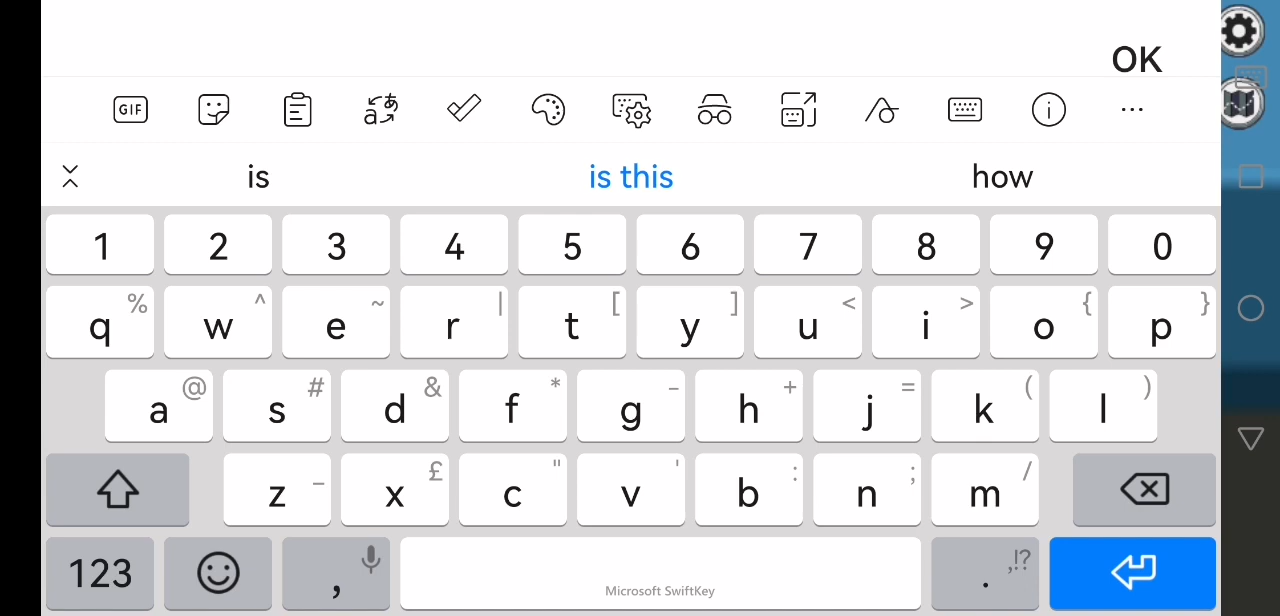 OK
GIF
is is this how
1 2 3 4 5 6 7 8 9 0
% ^ ~ | [ ] < > { }
q w e r t y u i o p
@ # & * - + = ( )
a s d f g h j k l
_ £ " ' : ; /
z x c v b n m
123 , . ,!?
Microsoft SwiftKey